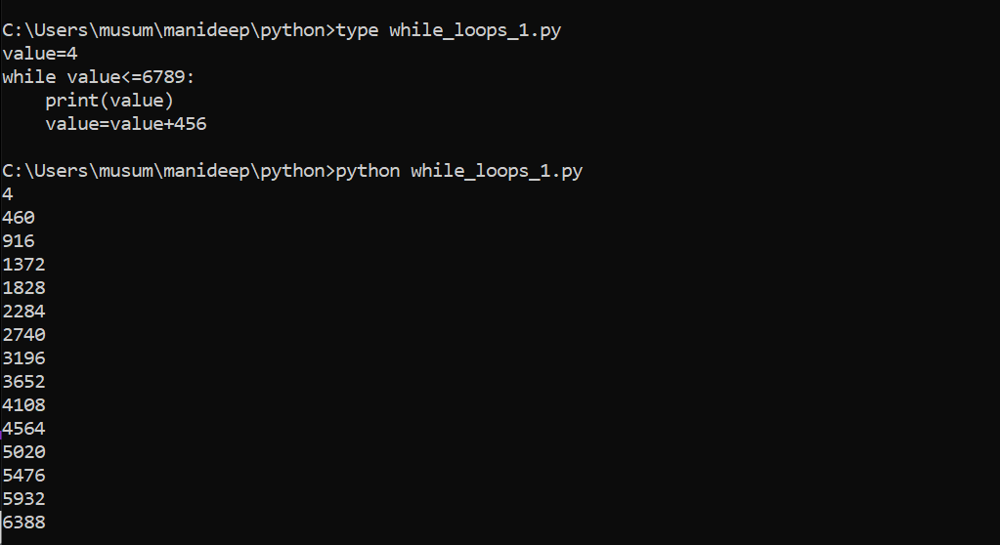 C:\Users\musum\manideep\python>type while_loops_1.py
value=4
while value<=6789:
    print(value)
    value=value+456

C:\Users\musum\manideep\python>python while_loops_1.py
4
460
916
1372
1828
2284
2740
3196
3652
4108
4564
5020
5476
5932
6388